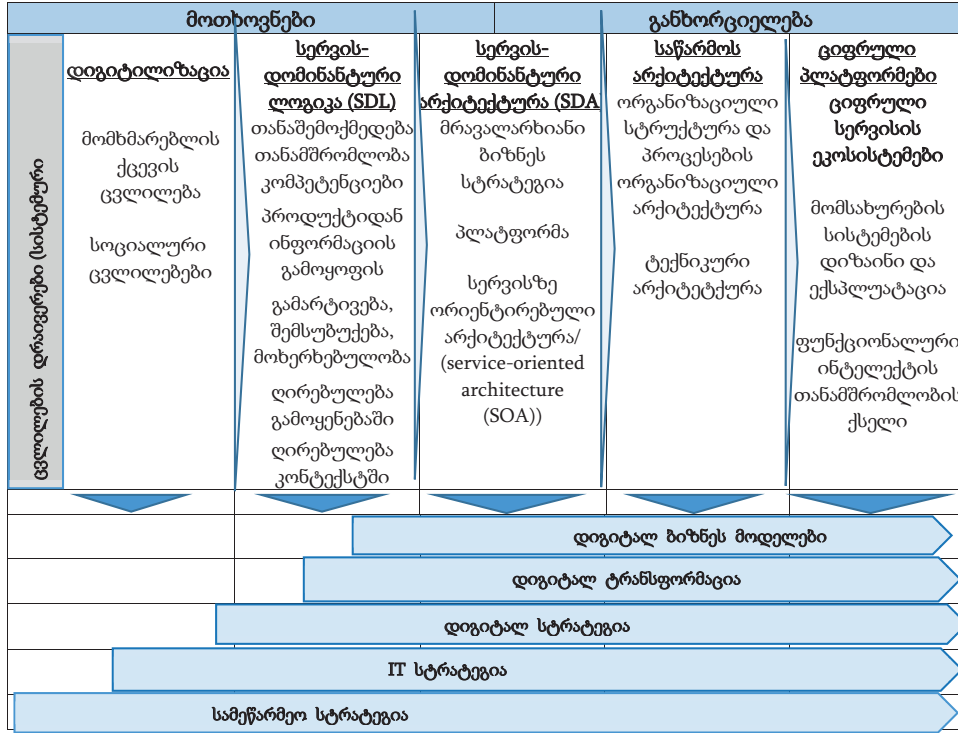 მოთხოვნები
განხორციელება
ცვლილების დრაივერები (სისტემური
დიგიტილიზაცია
მომხმარებლის
ქცევის
ცვლილება
სოციალური
ცვლილებები
სერვის-
დომინანტური
ლოგიკა (SDL)
თანაშემოქმედება
თანამშრომლობა
კომპეტენციები
პროდუქტიდან
ინფორმაციის
გამოყოფის
გამარტივება,
შემსუბუქება,
მოხერხებულობა
ღირებულება
გამოყენებაში
ღირებულება
კონტექსტში
სერვის-
დომინანტური
არქიტექტურა (SDA)
მრავალარხიანი
ბიზნეს
სტრატეგია
პლატფორმა
სერვისზე
ორიენტირებული
არქიტექტურა/
(service-oriented
architecture
(SOA))
საწარმოს
არქიტექტურა
ორგანიზაციული
სტრუქტურა და
პროცესების
ორგანიზაციული
არქიტექტურა
ტექნიკური
არქიტეტქურა
ციფრული
პლატფორმები
ციფრული
სერვისის
ეკოსისტემები
მომსახურების
სისტემების
დიზაინი და
ექსპლუატაცია
ფუნქციონალური
ინტელექტის
თანამშრომლობის
ქსელი
დიგიტალ ბიზნეს მოდელები
დიგიტალ ტრანსფორმაცია
დიგიტალ სტრატეგია
IT სტრატეგია
სამეწარმეო სტრატეგია